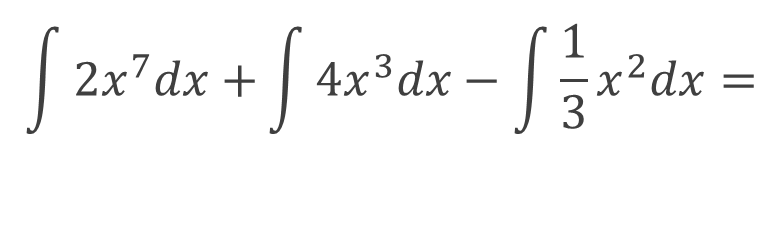 ∫ 2x⁷dx + ∫ 4x³dx − ∫ 1/3 x²dx =